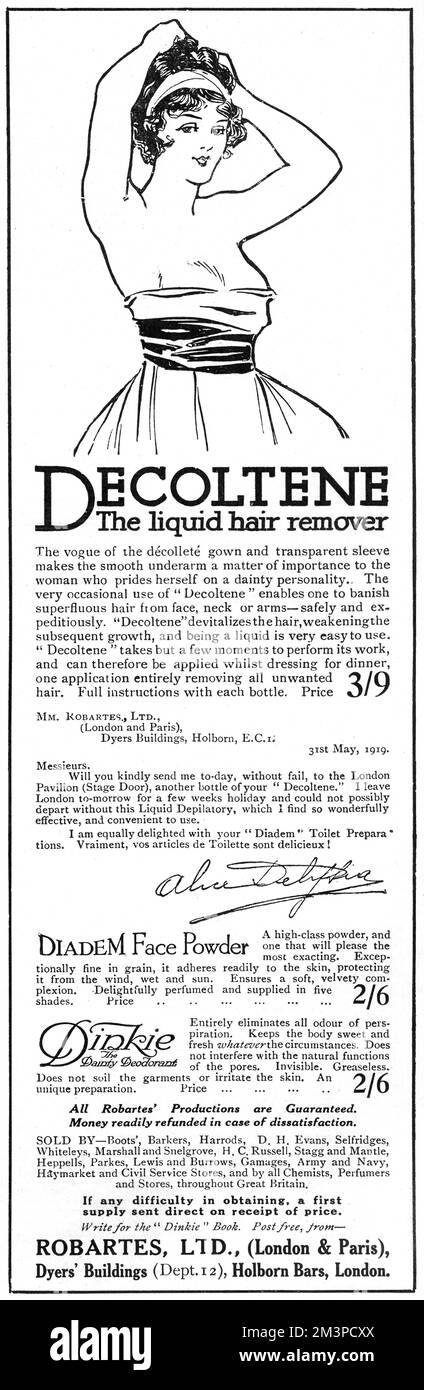 DECOLTENE
The liquid hair remover
The vogue of the décolleté gown and transparent sleeve
makes the smooth underarm a matter of importance to the
woman who prides herself on a dainty personality. The
very occasional use of " Decoltene " enables one to banish
superfluous hair from face, neck or arms—safely and ex-
peditiously. "Decoltene" devitalizes the hair, weakening the
subsequent growth, and being a liquid is very easy to use.
" Decoltene " takes but a few moments to perform its work,
and can therefore be applied whilst dressing for dinner,
one application entirely removing all unwanted
hair. Full instructions with each bottle. Price 3/9
MM. ROBARTES, LTD.,
(London and Paris),
Dyers Buildings, Holborn, E.C.1.
31st May, 1919.
Messieurs.
Will you kindly send me to-day, without fail, to the London
Pavilion (Stage Door), another bottle of your " Decoltene." I leave
London to-morrow for a few weeks holiday and could not possibly
depart without this Liquid Depilatory, which I find so wonderfully
effective, and convenient to use.
I am equally delighted with your " Diadem " Toilet Prepara-
tions. Vraiment, vos articles de Toilette sont delicieux !
Alice Delysia
DIADEM Face Powder
A high-class powder, and
one that will please the
most exacting. Excep-
tionally fine in grain, it adheres readily to the skin, protecting
it from the wind, wet and sun. Ensures a soft, velvety com-
plexion. Delightfully perfumed and supplied in five
shades. Price .. .. ... .... ... ... 2/6
Dinkie
The Dainty Deodorant
Entirely eliminates all odour of pers-
piration. Keeps the body sweet and
fresh whatever the circumstances. Does
not interfere with the natural functions
of the pores. Invisible. Greaseless.
Does not soil the garments or irritate the skin. An
unique preparation. Price ... ... ... .. 2/6
All Robartes' Productions are Guaranteed.
Money readily refunded in case of dissatisfaction.
SOLD BY—Boots', Barkers, Harrods, D. H. Evans, Selfridges,
Whiteleys, Marshall and Snelgrove, H. C. Russell, Stagg and Mantle,
Heppells, Parkes, Lewis and Burrows, Gamages, Army and Navy,
Haymarket and Civil Service Stores, and by all Chemists, Perfumers
and Stores, throughout Great Britain.
If any difficulty in obtaining, a first
supply sent direct on receipt of price.
Write for the " Dinkie " Book. Post free, from—
ROBARTES, LTD., (London & Paris),
Dyers' Buildings (Dept. 12), Holborn Bars, London.
alamy
Image ID: 2M3PCXX
www.alamy.com